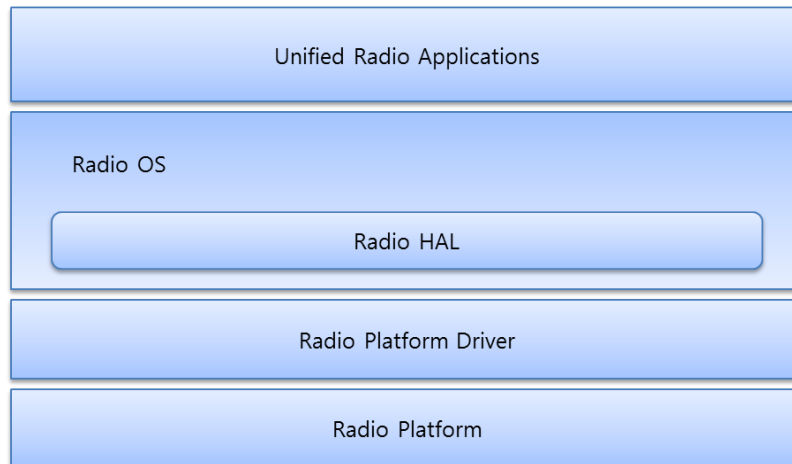 Unified Radio Applications
Radio OS
Radio HAL
Radio Platform Driver
Radio Platform